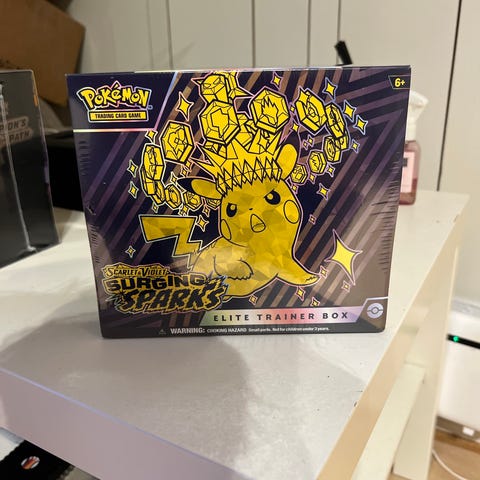 Pokémon
TRADING CARD GAME
6+
SCARLET & VIOLET
SURGING
SPARKS
ELITE TRAINER BOX
WARNING: CHOKING HAZARD Small parts. Not for children under 3 years.
PATH